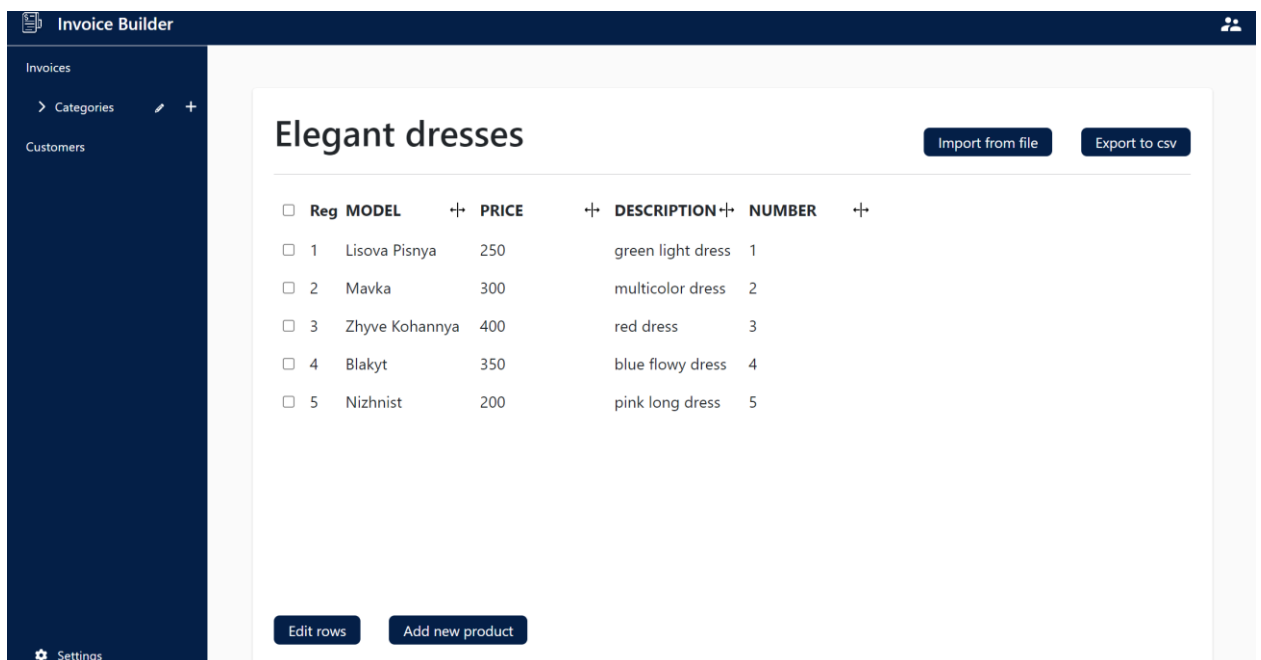 Invoice Builder
Invoices
Categories
Customers
Elegant dresses
Import from file
Export to csv
Reg MODEL PRICE DESCRIPTION NUMBER
1 Lisova Pisnya 250 green light dress 1
2 Mavka 300 multicolor dress 2
3 Zhyve Kohannya 400 red dress 3
4 Blakyt 350 blue flowy dress 4
5 Nizhnist 200 pink long dress 5
Edit rows
Add new product
Settings